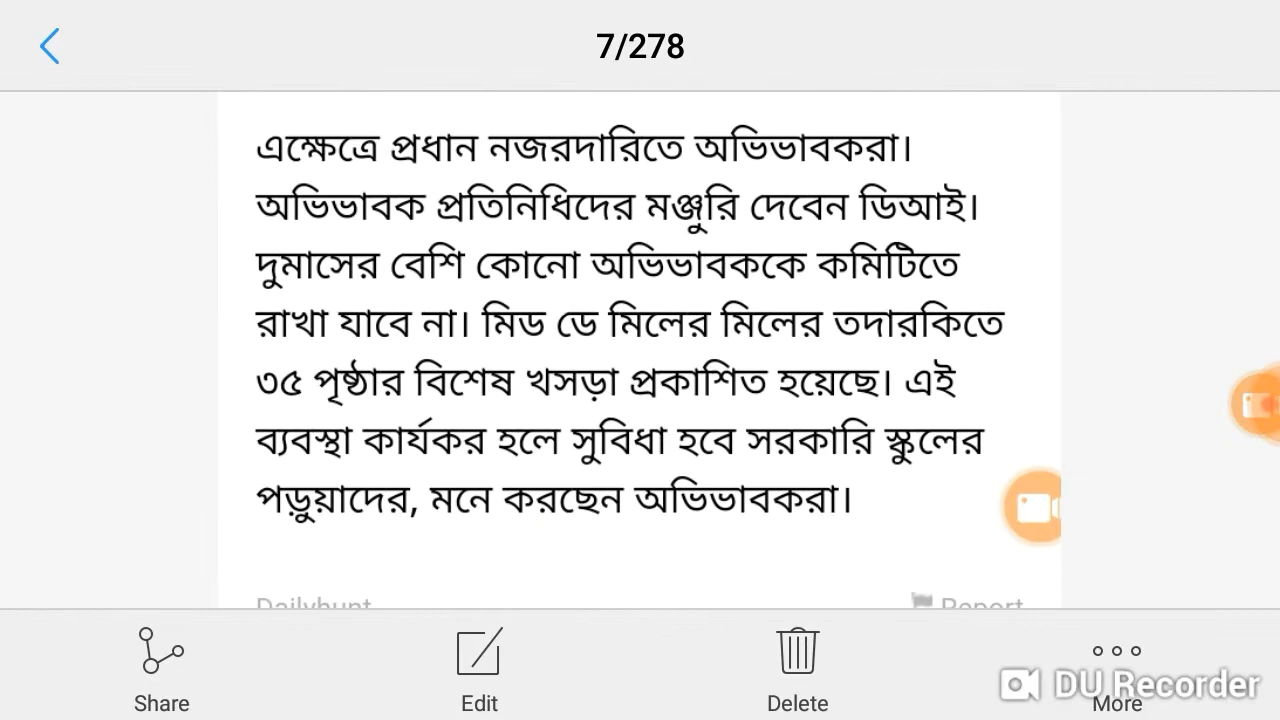 7/278
এক্ষেত্রে প্রধান নজরদারিতে অভিভাবকরা।
অভিভাবক প্রতিনিধিদের মঞ্জুরি দেবেন ডিআই।
দুমাসের বেশি কোনো অভিভাবককে কমিটিতে
রাখা যাবে না। মিড ডে মিলের মিলের তদারকিতে
৩৫ পৃষ্ঠার বিশেষ খসড়া প্রকাশিত হয়েছে। এই
ব্যবস্থা কার্যকর হলে সুবিধা হবে সরকারি স্কুলের
পড়ুয়াদের, মনে করছেন অভিভাবকরা।
Dailyhunt Report
Share Edit Delete More
DU Recorder